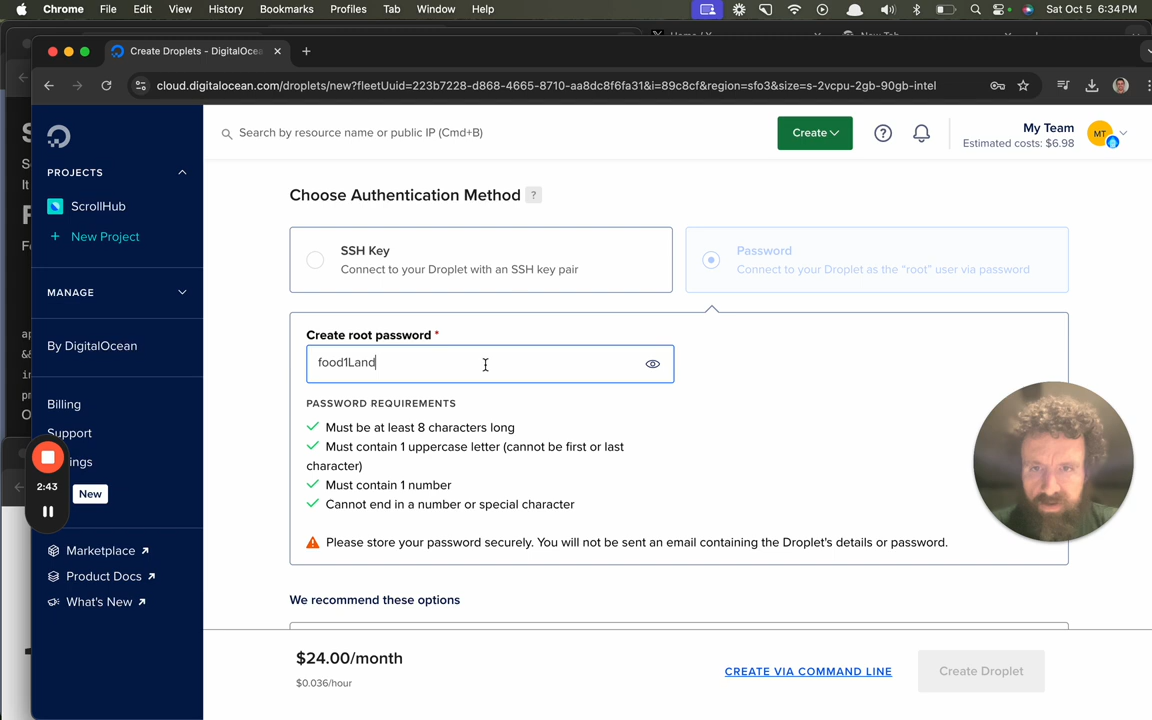 Chrome File Edit View History Bookmarks Profiles Tab Window Help Sat Oct 5 6:34PM
Create Droplets - DigitalOcea
cloud.digitalocean.com/droplets/new?fleetUuid=223b7228-d868-4665-8710-aa8dc8f6fa31&i=89c8cf&region=sfo3&size=s-2vcpu-2gb-90gb-intel
Search by resource name or public IP (Cmd+B)
Create
My Team
Estimated costs: $6.98
MT
PROJECTS
ScrollHub
+ New Project
MANAGE
By DigitalOcean
Billing
Support
ings
2:43
New
Marketplace
Product Docs
What's New
Choose Authentication Method ?
SSH Key
Connect to your Droplet with an SSH key pair
Password
Connect to your Droplet as the "root" user via password
Create root password *
food1Land
PASSWORD REQUIREMENTS
Must be at least 8 characters long
Must contain 1 uppercase letter (cannot be first or last
character)
Must contain 1 number
Cannot end in a number or special character
Please store your password securely. You will not be sent an email containing the Droplet's details or password.
We recommend these options
$24.00/month
$0.036/hour
CREATE VIA COMMAND LINE
Create Droplet